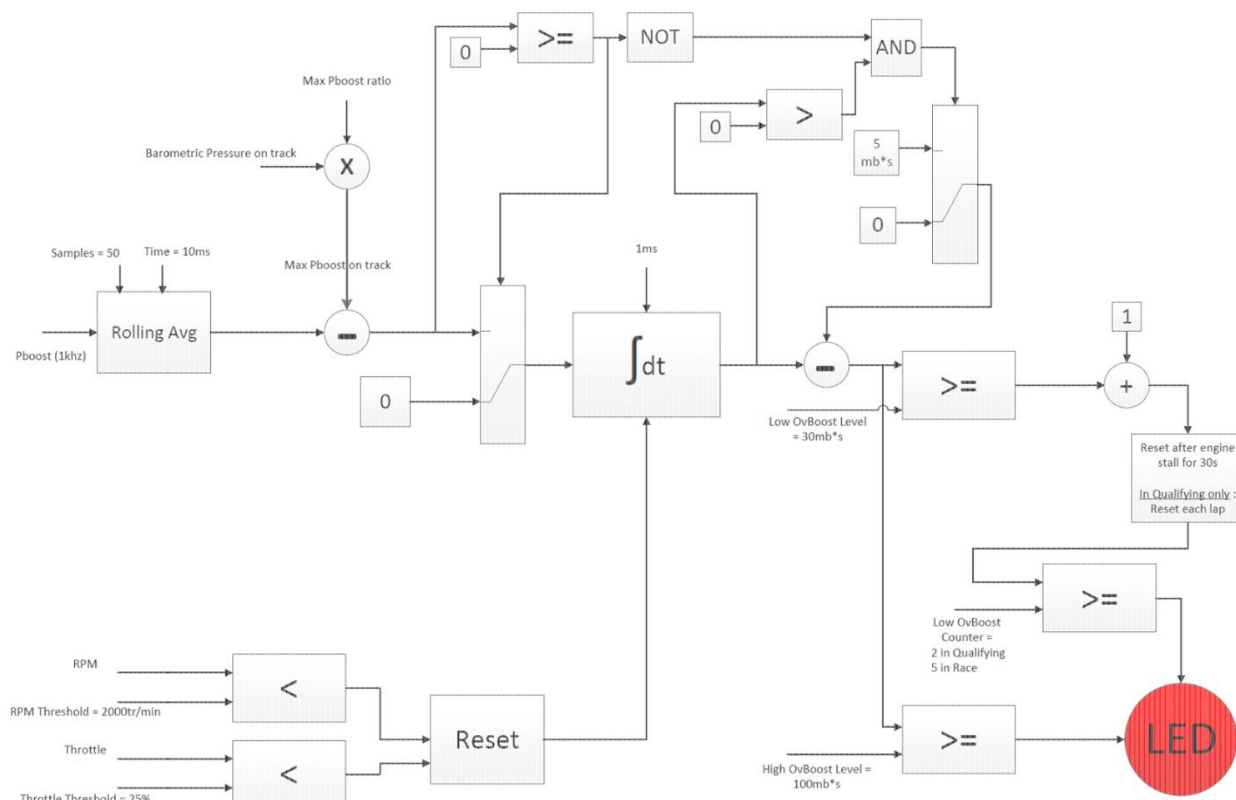 >=
NOT
AND
0
Max Pboost ratio
>
0
Barometric Pressure on track
X
5
mb*s
0
Samples = 50
Time = 10ms
1ms
Max Pboost on track
Rolling Avg
-
∫dt
-
1
Pboost (1khz)
>=
+
0
Low OvBoost Level
= 30mb*s
Reset after engine
stall for 30s
In Qualifying only :
Reset each lap
>=
Low OvBoost
Counter =
2 in Qualifying
5 in Race
RPM
<
RPM Threshold = 2000tr/min
Reset
>=
LED
Throttle
<
High OvBoost Level =
100mb*s
Throttle Threshold = 25%